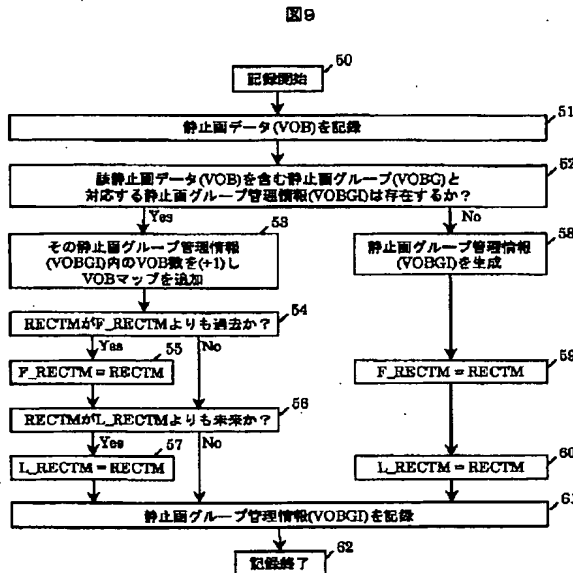 図9
50
記録開始
51
静止画データ(VOB)を記録
52
該静止画データ(VOB)を含む静止画グループ(VOBG)と
対応する静止画グループ管理情報(VOBGI)は存在するか?
Yes
No
53
その静止画グループ管理情報
(VOBGI)内のVOB数を(+1)し
VOBマップを追加
58
静止画グループ管理情報
(VOBGI)を生成
54
RECTMがF_RECTMよりも過去か?
Yes
55
No
F_RECTM=RECTM
59
F_RECTM=RECTM
56
RECTMがL_RECTMよりも未来か?
Yes
57
No
L_RECTM=RECTM
60
L_RECTM=RECTM
61
静止画グループ管理情報(VOBGI)を記録
62
記録終了